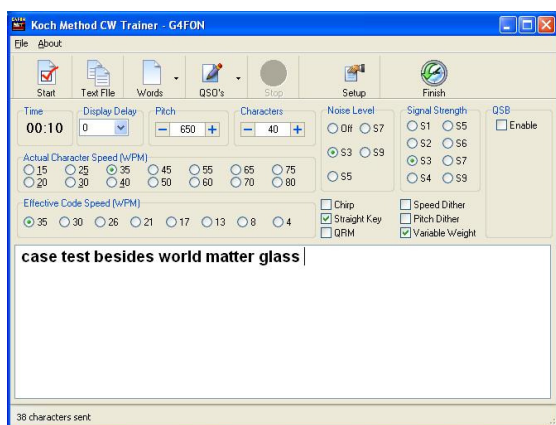 Koch Method CW Trainer - G4FON
File About
Start Text File Words QSO's Stop Setup Finish
Time Display Delay Pitch Characters Noise Level Signal Strength QSB
00:10 0 − 650 + − 40 + Off S7 S1 S5 Enable
S2 S6
S3 S9 S3 S7
S5 S4 S9
Actual Character Speed (WPM)
15 25 35 45 55 65 75
20 30 40 50 60 70 80
Effective Code Speed (WPM)
35 30 26 21 17 13 8 4
Chirp Speed Dither
Straight Key Pitch Dither
QRM Variable Weight
case test besides world matter glass
38 characters sent